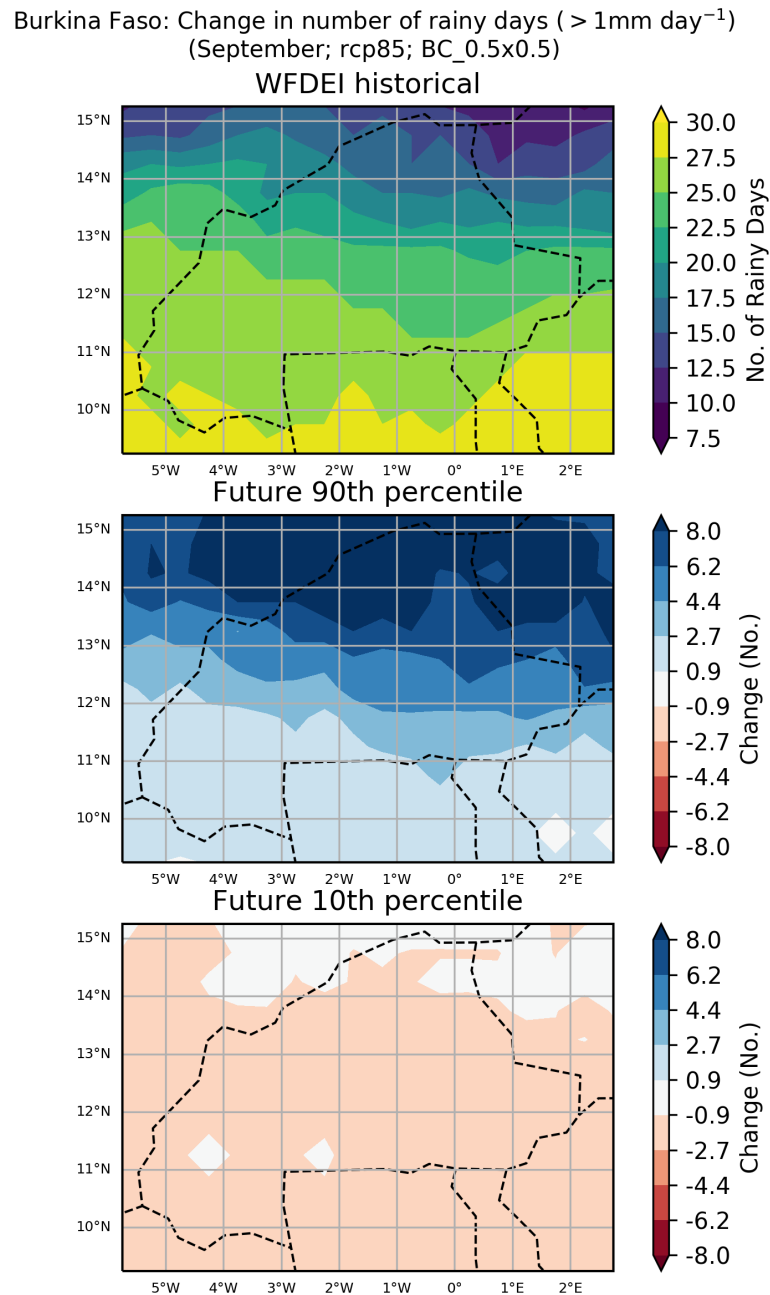 Burkina Faso: Change in number of rainy days (>1mm day⁻¹)
(September; rcp85; BC_0.5x0.5)
WFDEI historical
15°N
14°N
13°N
12°N
11°N
10°N
5°W 4°W 3°W 2°W 1°W 0° 1°E 2°E
30.0
27.5
25.0
22.5
20.0
17.5
15.0
12.5
10.0
7.5
No. of Rainy Days
Future 90th percentile
15°N
14°N
13°N
12°N
11°N
10°N
5°W 4°W 3°W 2°W 1°W 0° 1°E 2°E
8.0
6.2
4.4
2.7
0.9
-0.9
-2.7
-4.4
-6.2
-8.0
Change (No.)
Future 10th percentile
15°N
14°N
13°N
12°N
11°N
10°N
5°W 4°W 3°W 2°W 1°W 0° 1°E 2°E
8.0
6.2
4.4
2.7
0.9
-0.9
-2.7
-4.4
-6.2
-8.0
Change (No.)